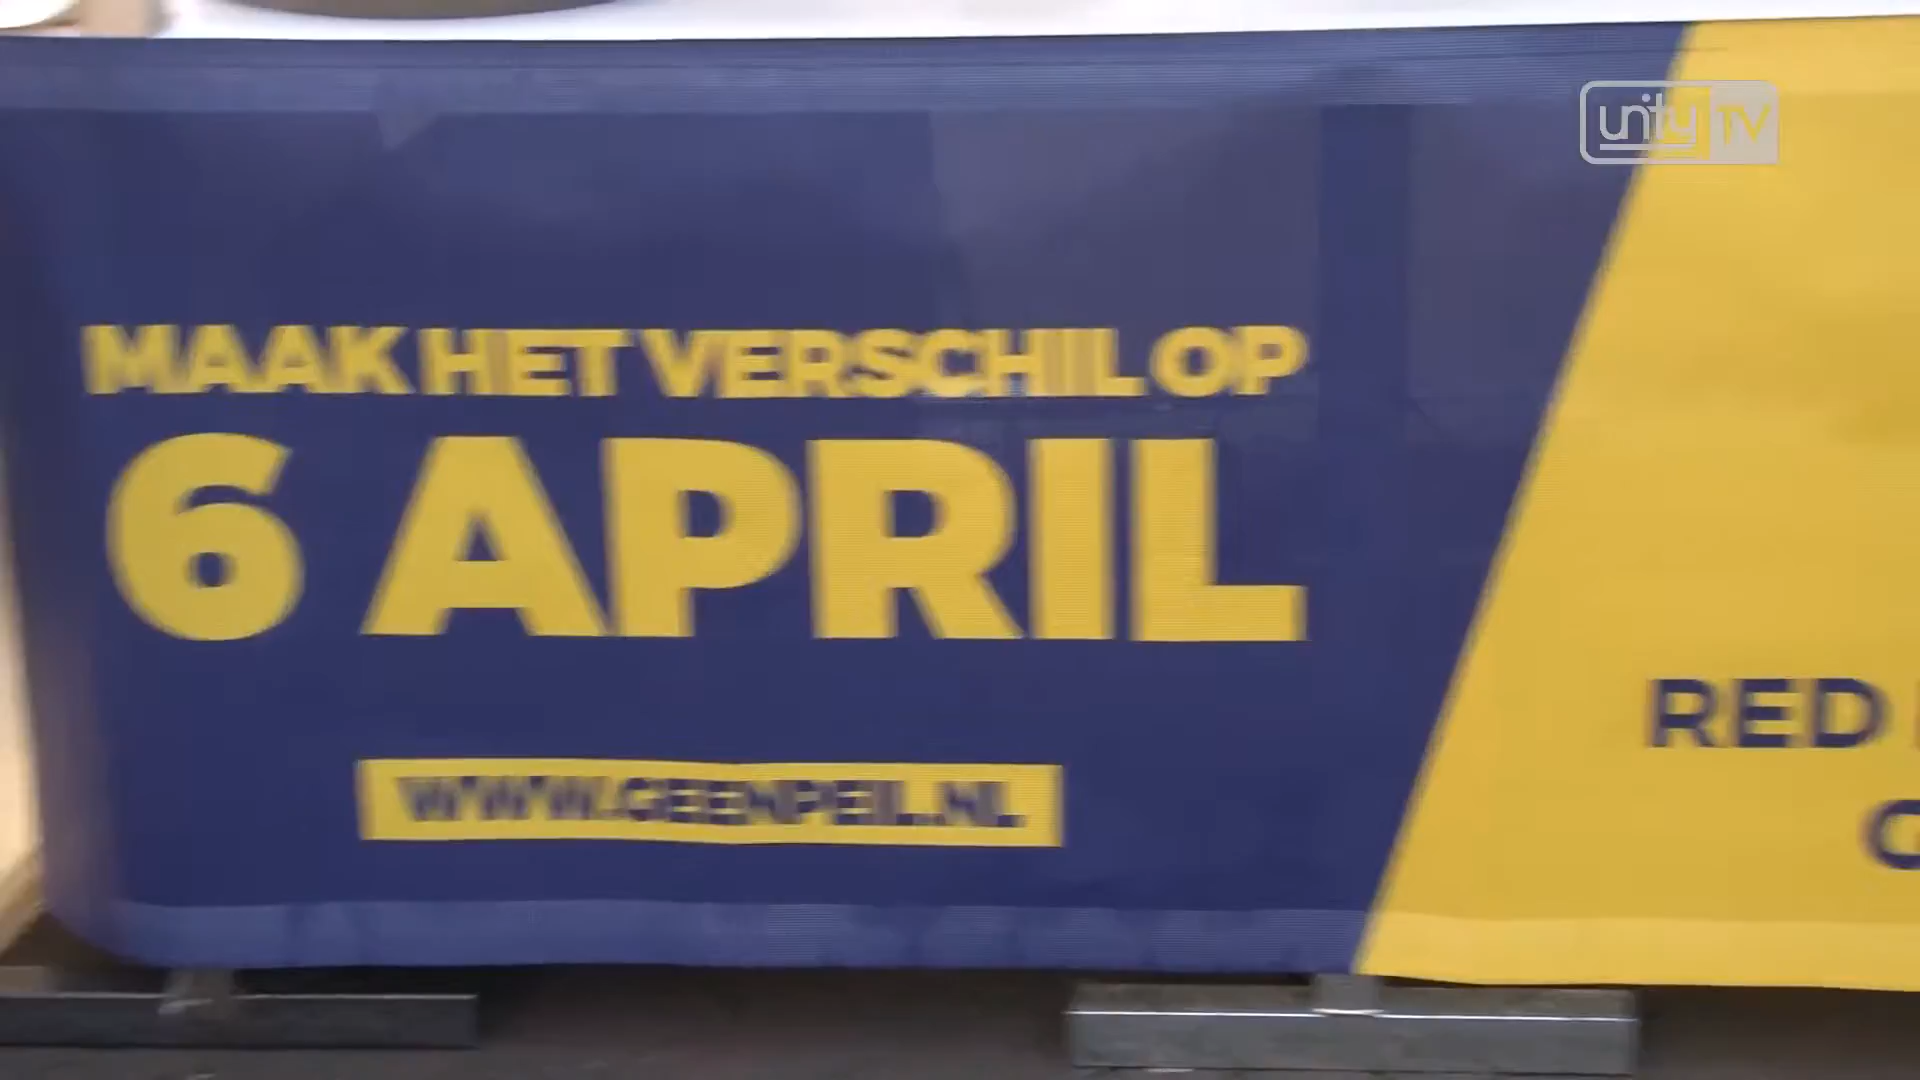 unity TV
MAAK HET VERSCHIL OP
6 APRIL
WWW.GEENPEIL.NL
RED